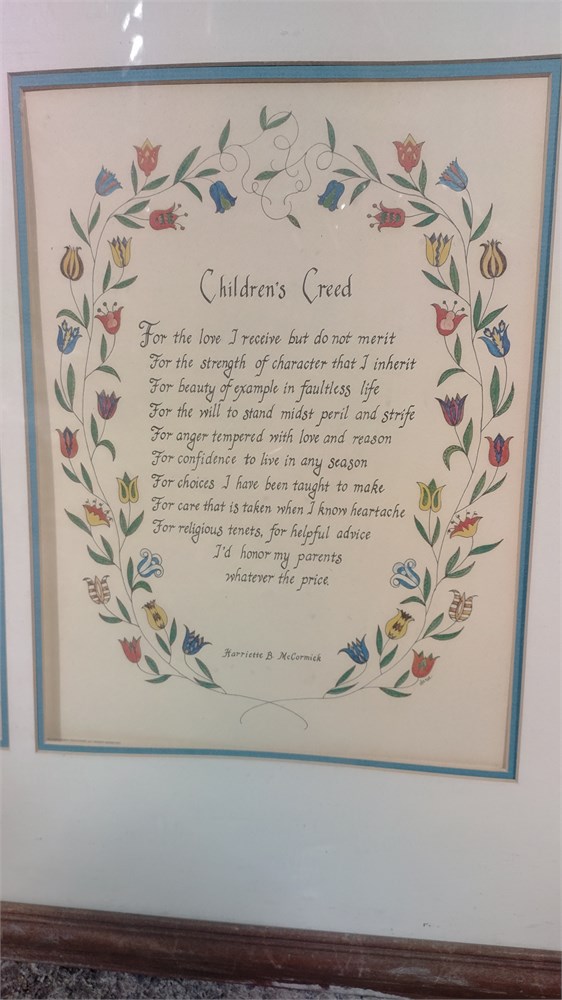 Children's Creed
For the love I receive but do not merit
For the strength of character that I inherit
For beauty of example in faultless life
For the will to stand midst peril and strife
For anger tempered with love and reason
For confidence to live in any season
For choices I have been taught to make
For care that is taken when I know heartache
For religious tenets, for helpful advice
I'd honor my parents
whatever the price.
Harriette B. McCormick